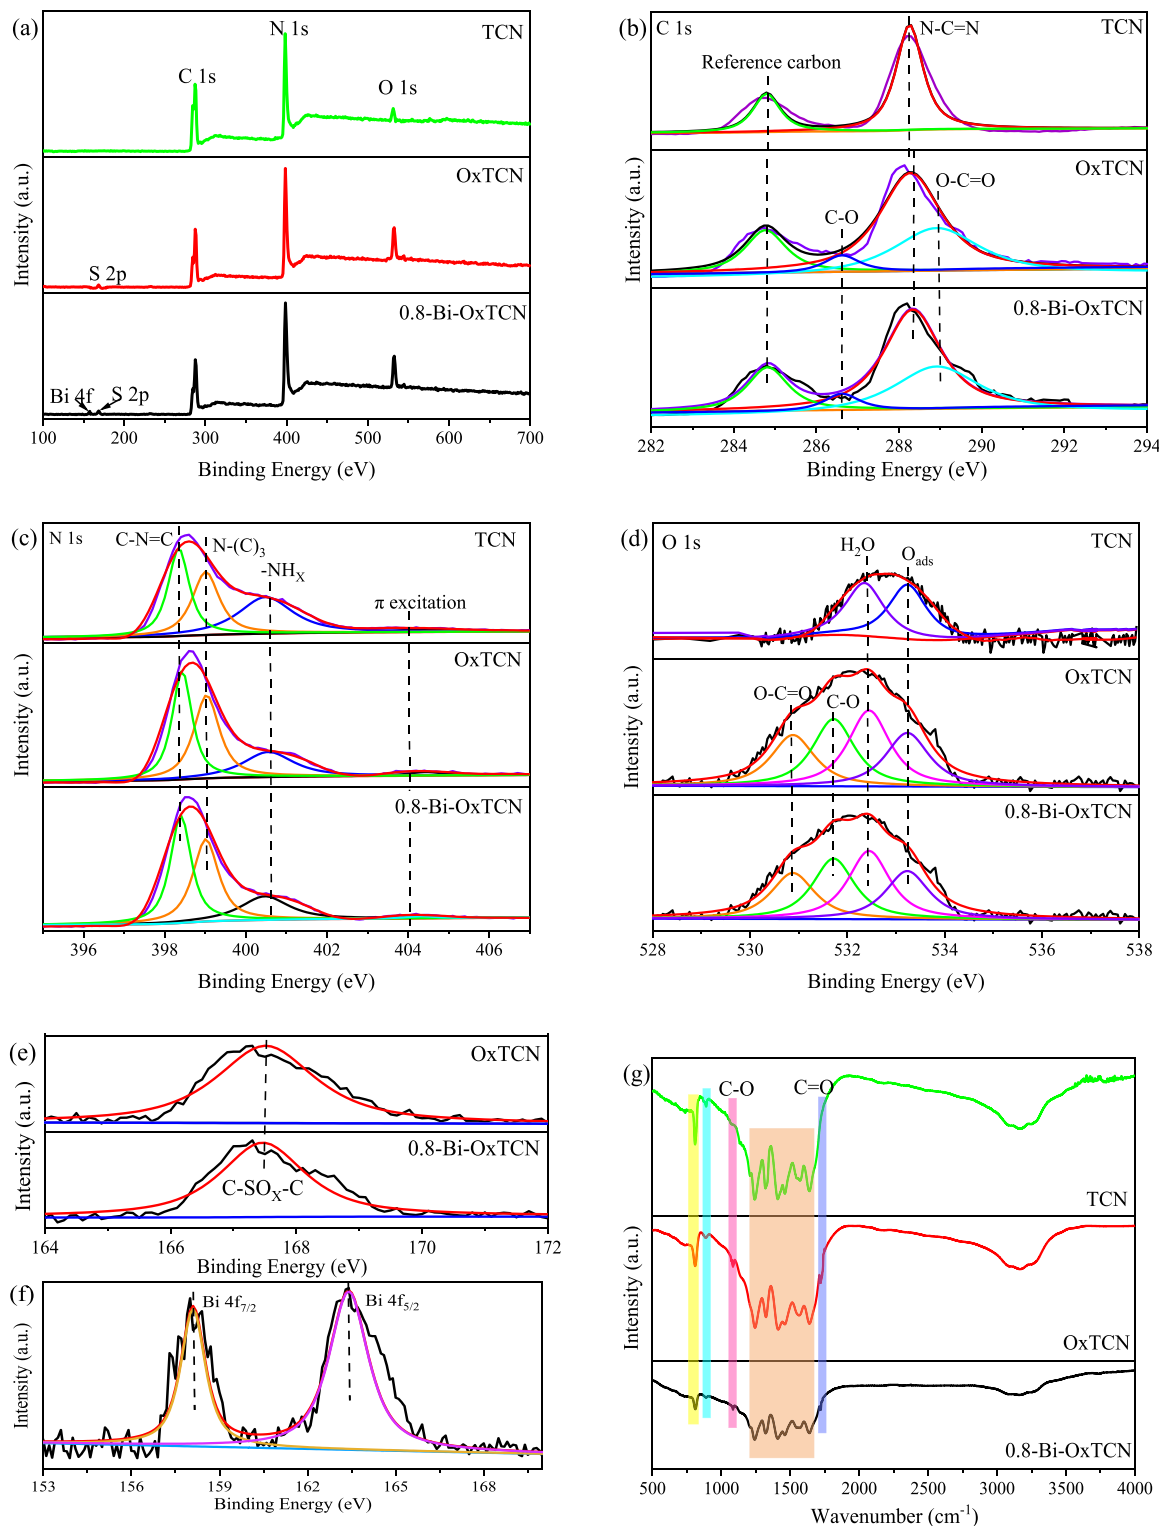 (a)
TCN
N 1s
C 1s
O 1s
OxTCN
S 2p
0.8-Bi-OxTCN
Bi 4f
S 2p
Intensity (a.u.)
100 200 300 400 500 600 700
Binding Energy (eV)
(b)
C 1s
N-C=N
TCN
Reference carbon
OxTCN
O-C=O
C-O
0.8-Bi-OxTCN
Intensity (a.u.)
282 284 286 288 290 292 294
Binding Energy (eV)
(c)
N 1s
C-N=C
N-(C)3
-NHX
TCN
π excitation
OxTCN
0.8-Bi-OxTCN
Intensity (a.u.)
396 398 400 402 404 406
Binding Energy (eV)
(d)
O 1s
H2O
Oads
TCN
OxTCN
O-C=O
C-O
0.8-Bi-OxTCN
Intensity (a.u.)
528 530 532 534 536 538
Binding Energy (eV)
(e)
OxTCN
0.8-Bi-OxTCN
C-SOX-C
Intensity (a.u.)
164 166 168 170 172
Binding Energy (eV)
(f)
Bi 4f7/2
Bi 4f5/2
Intensity (a.u.)
153 156 159 162 165 168
Binding Energy (eV)
(g)
C-O
C=O
TCN
OxTCN
0.8-Bi-OxTCN
Intensity (a.u.)
500 1000 1500 2000 2500 3000 3500 4000
Wavenumber (cm-1)